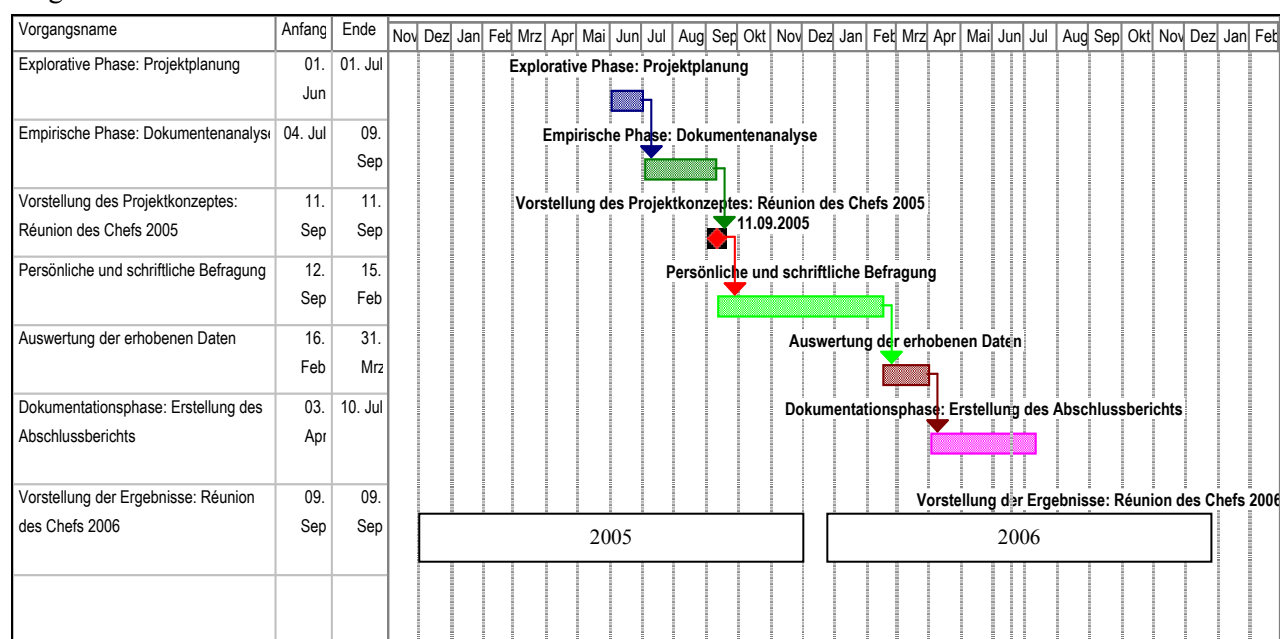 Vorgangsname Anfang Ende Nov Dez Jan Feb Mrz Apr Mai Jun Jul Aug Sep Okt Nov Dez Jan Feb Mrz Apr Mai Jun Jul Aug Sep Okt Nov Dez Jan Feb
Explorative Phase: Projektplanung 01. 01. Jul
Jun
Explorative Phase: Projektplanung
Empirische Phase: Dokumentenanalyse 04. Jul 09.
Sep
Empirische Phase: Dokumentenanalyse
Vorstellung des Projektkonzeptes: 11. 11.
Réunion des Chefs 2005 Sep Sep
Vorstellung des Projektkonzeptes: Réunion des Chefs 2005
11.09.2005
Persönliche und schriftliche Befragung 12. 15.
Sep Feb
Persönliche und schriftliche Befragung
Auswertung der erhobenen Daten 16. 31.
Feb Mrz
Auswertung der erhobenen Daten
Dokumentationsphase: Erstellung des 03. 10. Jul
Abschlussberichts Apr
Dokumentationsphase: Erstellung des Abschlussberichts
Vorstellung der Ergebnisse: Réunion 09. 09.
des Chefs 2006 Sep Sep
Vorstellung der Ergebnisse: Réunion des Chefs 2006
2005 2006